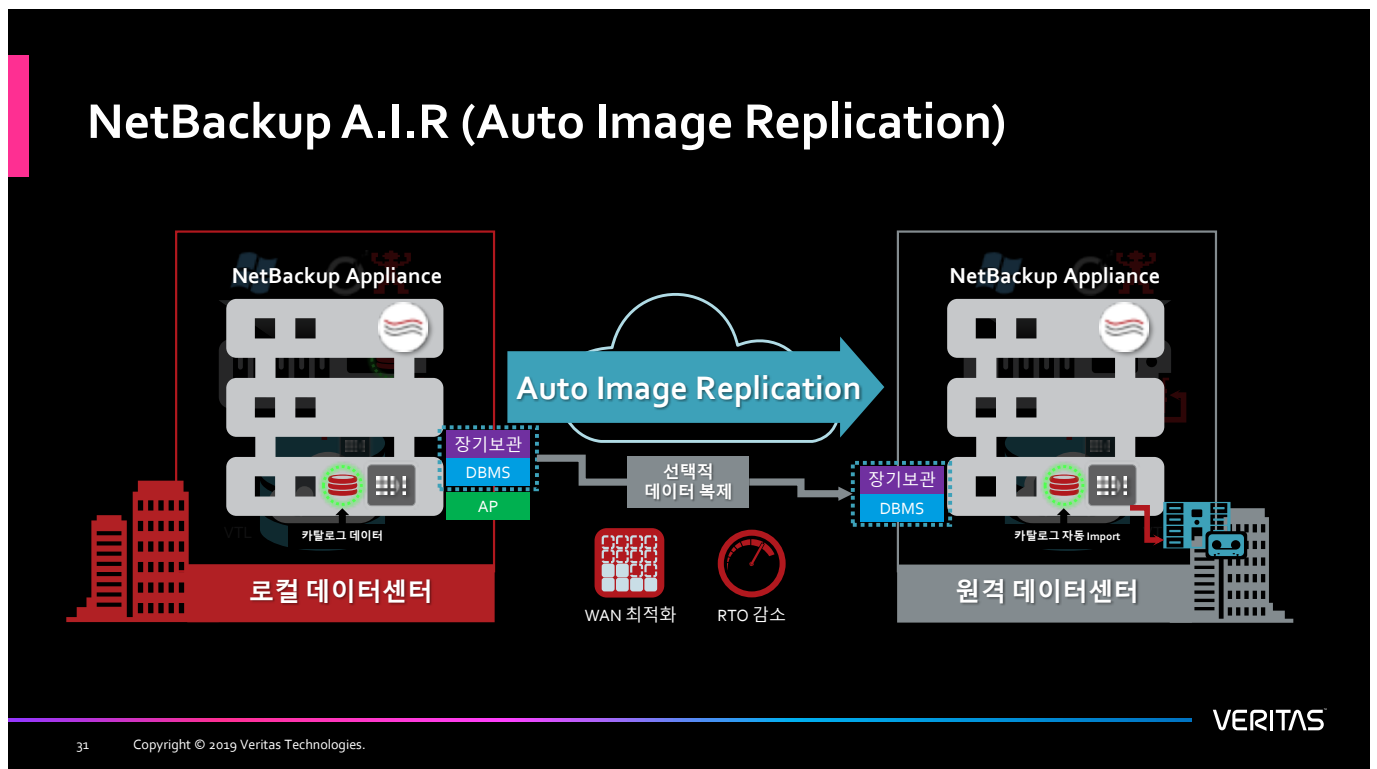 NetBackup A.I.R (Auto Image Replication)
NetBackup Appliance
NetBackup Appliance
Auto Image Replication
장기보관
DBMS
AP
선택적
데이터 복제
장기보관
DBMS
VTL
카탈로그 데이터
카탈로그 자동 Import
로컬 데이터센터
WAN 최적화
RTO 감소
원격 데이터센터
VERITAS
31
Copyright © 2019 Veritas Technologies.